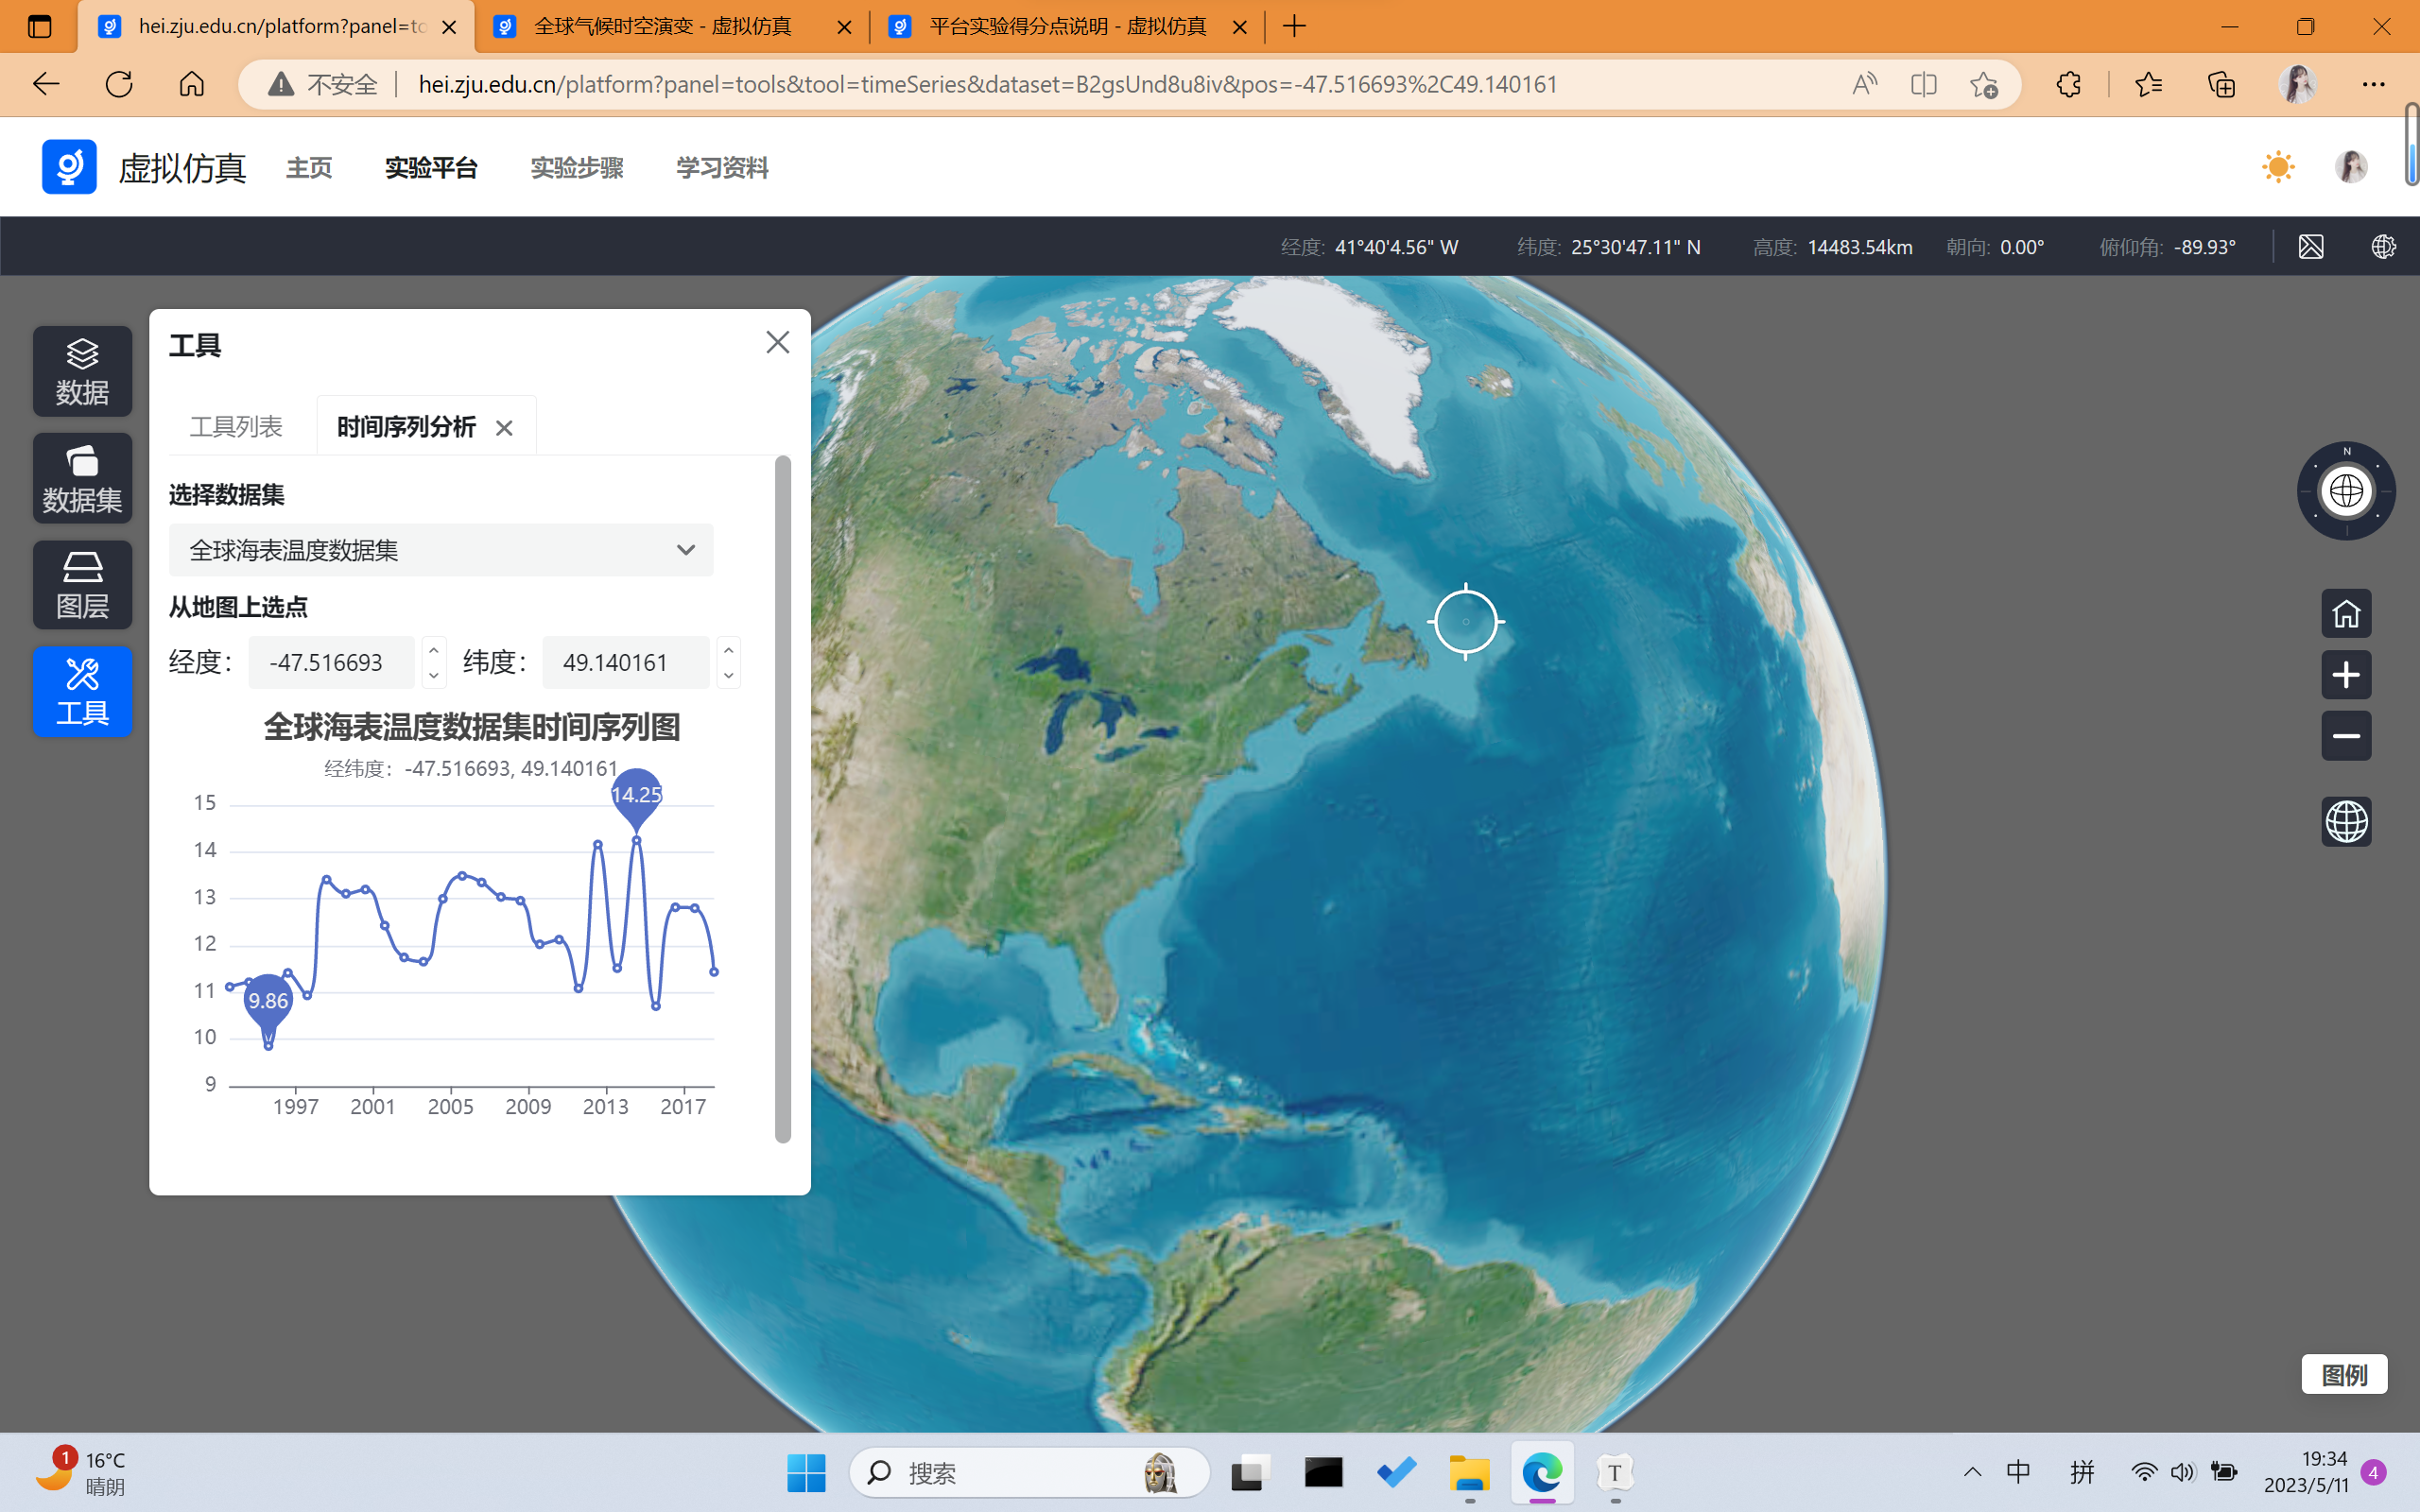 hei.zju.edu.cn/platform?panel=to
全球气候时空演变 - 虚拟仿真
平台实验得分点说明 - 虚拟仿真
不安全
hei.zju.edu.cn/platform?panel=tools&tool=timeSeries&dataset=B2gsUnd8u8iv&pos=-47.516693%2C49.140161
虚拟仿真
主页
实验平台
实验步骤
学习资料
经度: 41°40'4.56" W
纬度: 25°30'47.11" N
高度: 14483.54km
朝向: 0.00°
俯仰角: -89.93°
数据
数据集
图层
工具
工具
工具列表
时间序列分析
选择数据集
全球海表温度数据集
从地图上选点
经度: -47.516693
纬度: 49.140161
全球海表温度数据集时间序列图
经纬度: -47.516693, 49.140161
14.25
9.86
15
14
13
12
11
10
9
1997
2001
2005
2009
2013
2017
N
图例
1
16°C
晴朗
搜索
T
中
拼
19:34
2023/5/11
4